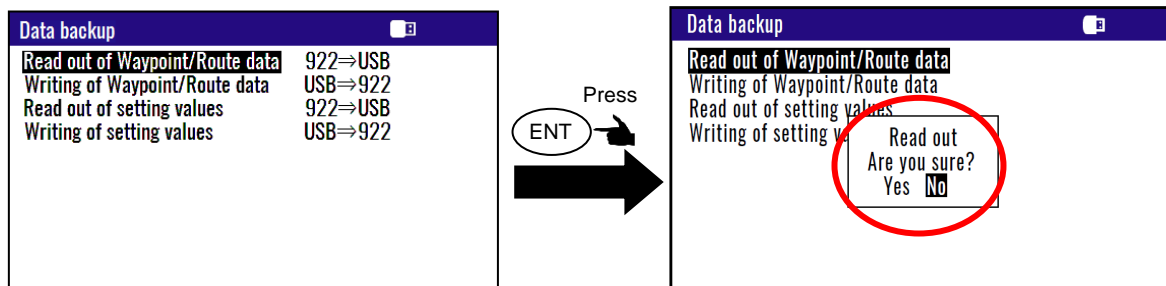 Data backup
Read out of Waypoint/Route data 922⇒USB
Writing of Waypoint/Route data USB⇒922
Read out of setting values 922⇒USB
Writing of setting values USB⇒922
Press
ENT
Data backup
Read out of Waypoint/Route data
Writing of Waypoint/Route data
Read out of setting values
Writing of setting v
Read out
Are you sure?
Yes No